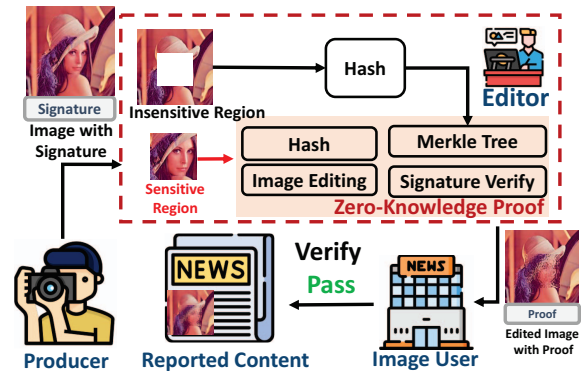 Signature
Image with
Signature
Insensitive Region
Hash
Editor
Sensitive
Region
Hash
Merkle Tree
Image Editing
Signature Verify
Zero-Knowledge Proof
Producer
NEWS
Reported Content
Verify
Pass
NEWS
Image User
Proof
Edited Image
with Proof